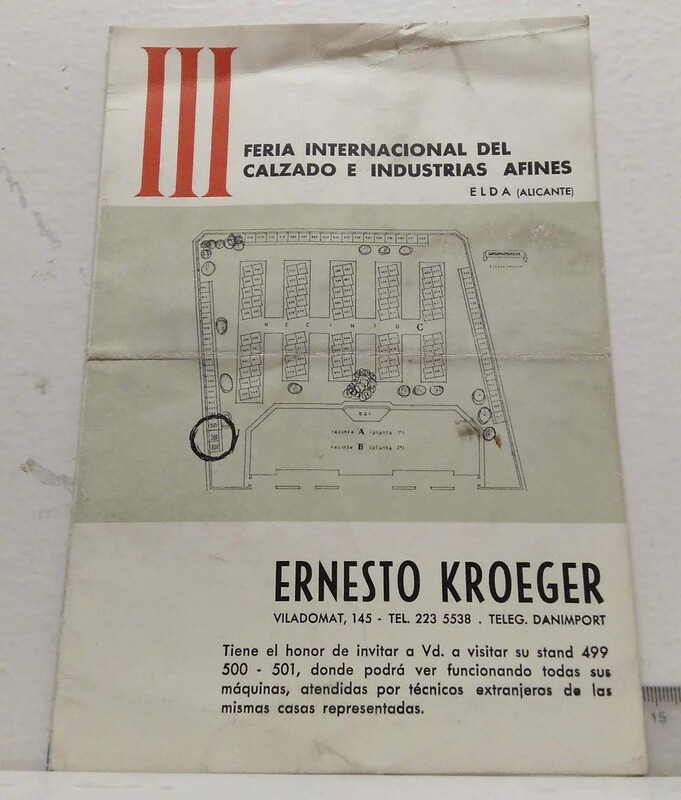 III
FERIA INTERNACIONAL DEL
CALZADO E INDUSTRIAS AFINES
ELDA (ALICANTE)
RECINTO C
bar
recinto A (planta 1ª)
recinto B (planta 2ª)
ERNESTO KROEGER
VILADOMAT, 145 - TEL. 223 5538 . TELEG. DANIMPORT
Tiene el honor de invitar a Vd. a visitar su stand 499
500 - 501, donde podrá ver funcionando todas sus
máquinas, atendidas por técnicos extranjeros de las
mismas casas representadas.
15